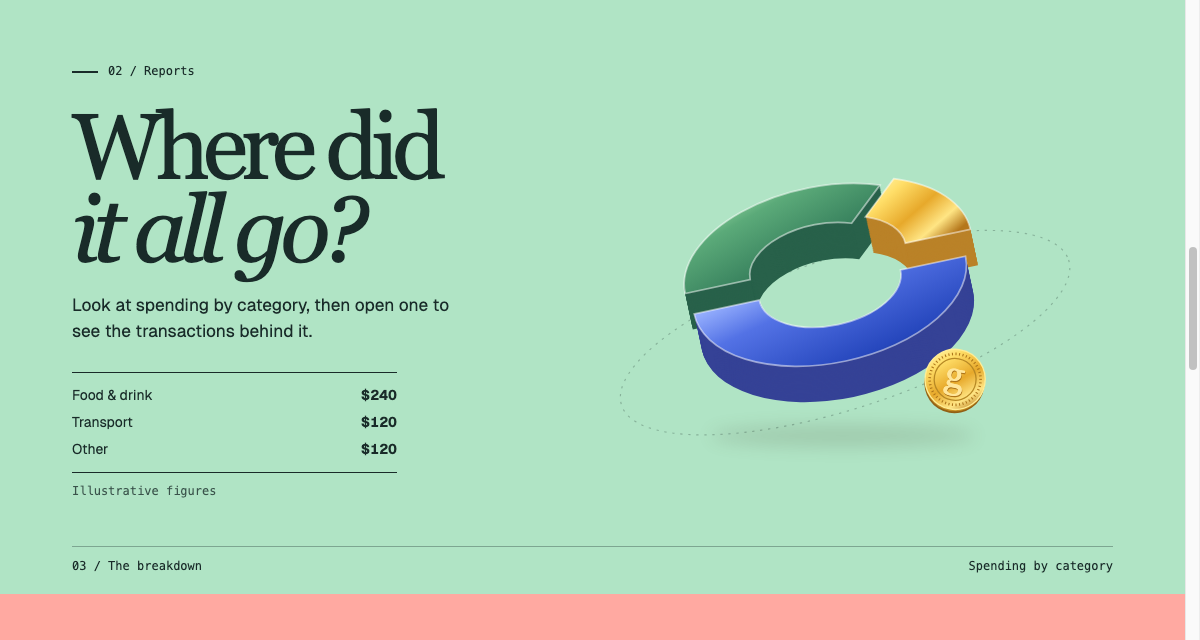 02 / Reports
Where did
it all go?
Look at spending by category, then open one to
see the transactions behind it.
Food & drink $240
Transport $120
Other $120
Illustrative figures
g
03 / The breakdown Spending by category